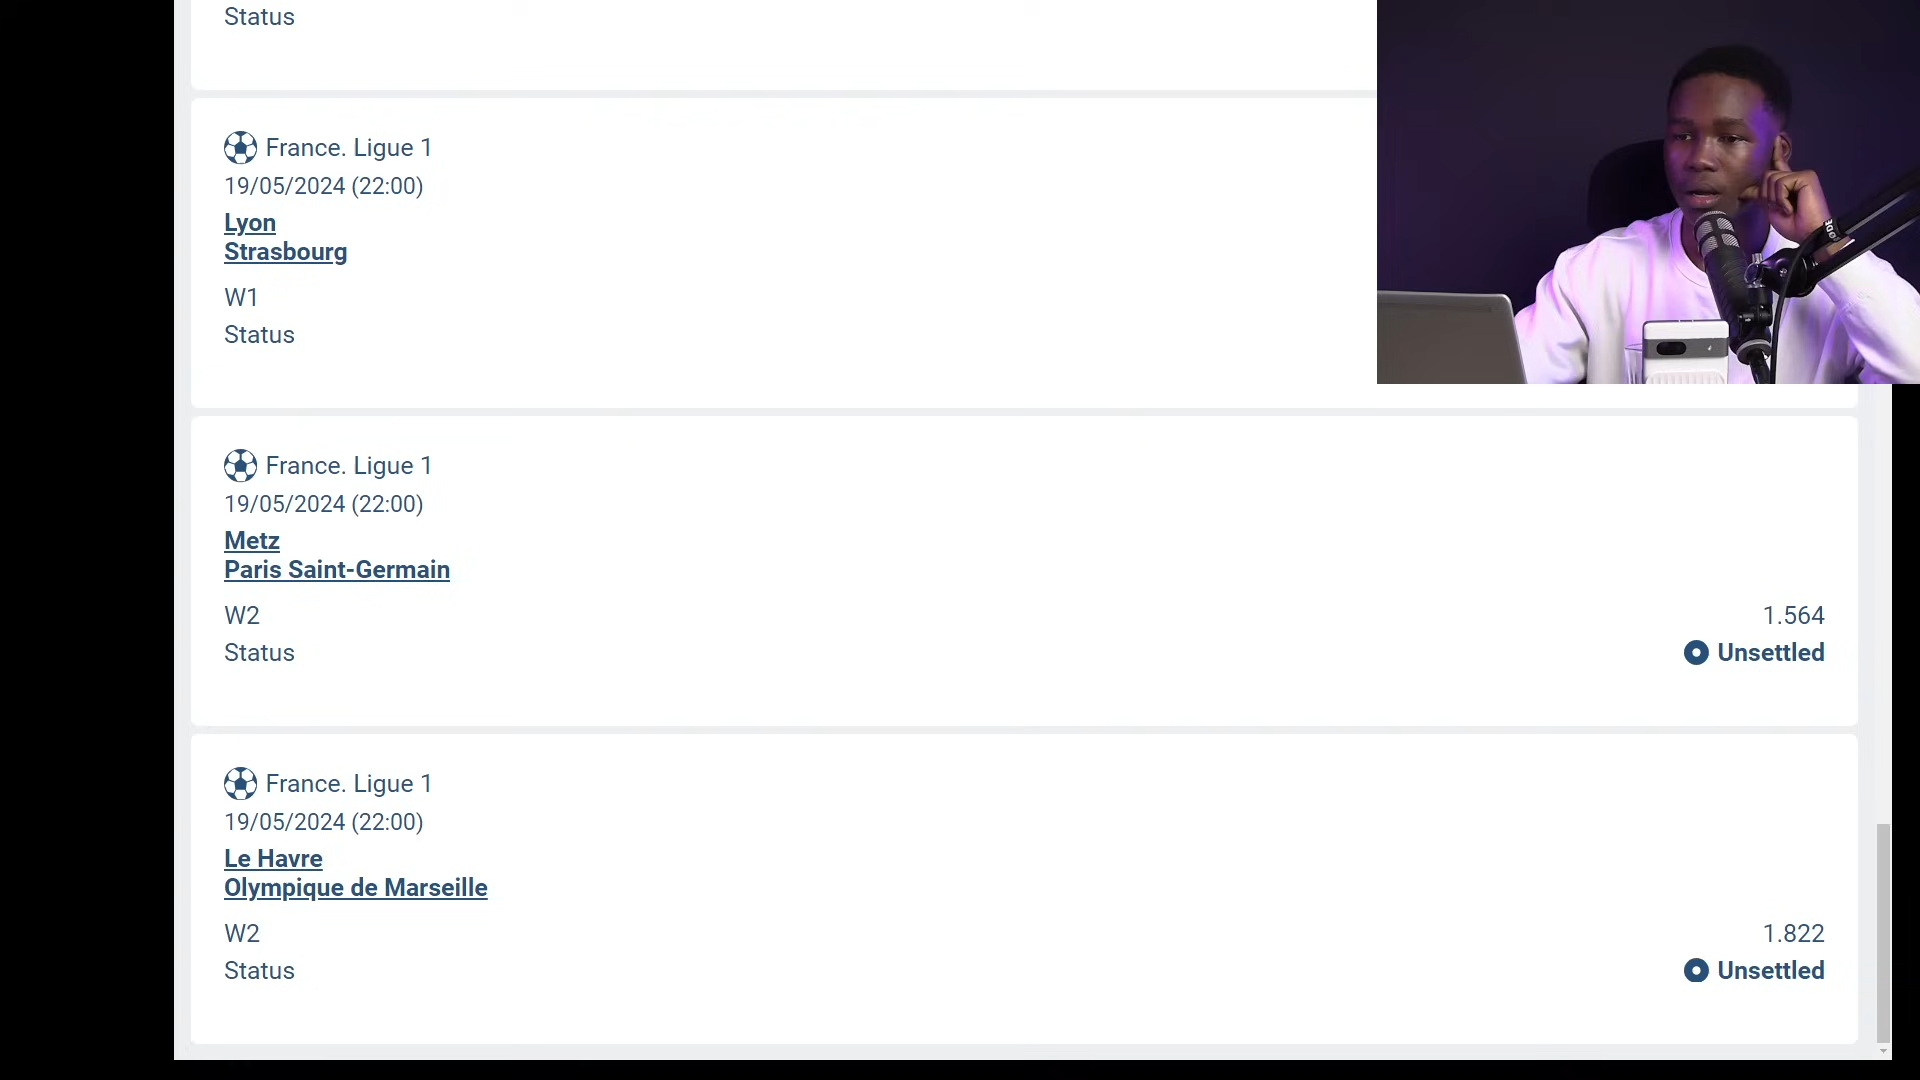 Status
France. Ligue 1
19/05/2024 (22:00)
Lyon
Strasbourg
W1
Status
France. Ligue 1
19/05/2024 (22:00)
Metz
Paris Saint-Germain
W2
1.564
Status
Unsettled
France. Ligue 1
19/05/2024 (22:00)
Le Havre
Olympique de Marseille
W2
1.822
Status
Unsettled